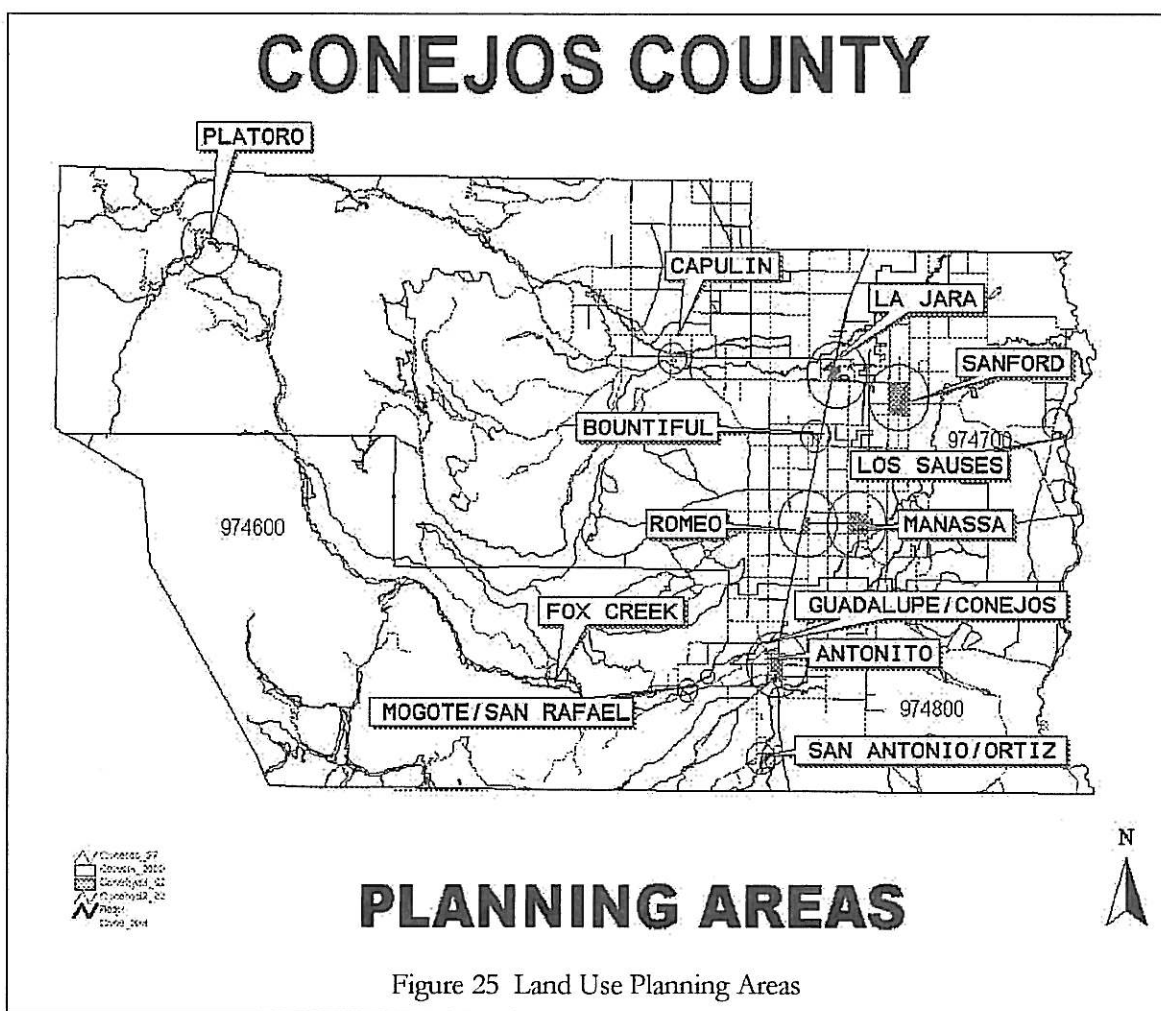 CONEJOS COUNTY
PLATORO
CAPULIN
LA JARA
SANFORD
BOUNTIFUL
974700
LOS SAUSES
974600
ROMEO
MANASSA
FOX CREEK
GUADALUPE/CONEJOS
ANTONITO
MOGOTE/SAN RAFAEL
974800
SAN ANTONIO/ORTIZ
N
PLANNING AREAS
Figure 25 Land Use Planning Areas